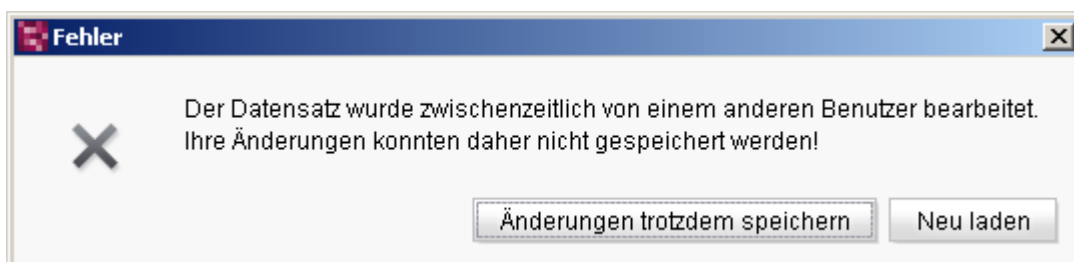 Fehler
Der Datensatz wurde zwischenzeitlich von einem anderen Benutzer bearbeitet.
Ihre Änderungen konnten daher nicht gespeichert werden!
Änderungen trotzdem speichern Neu laden